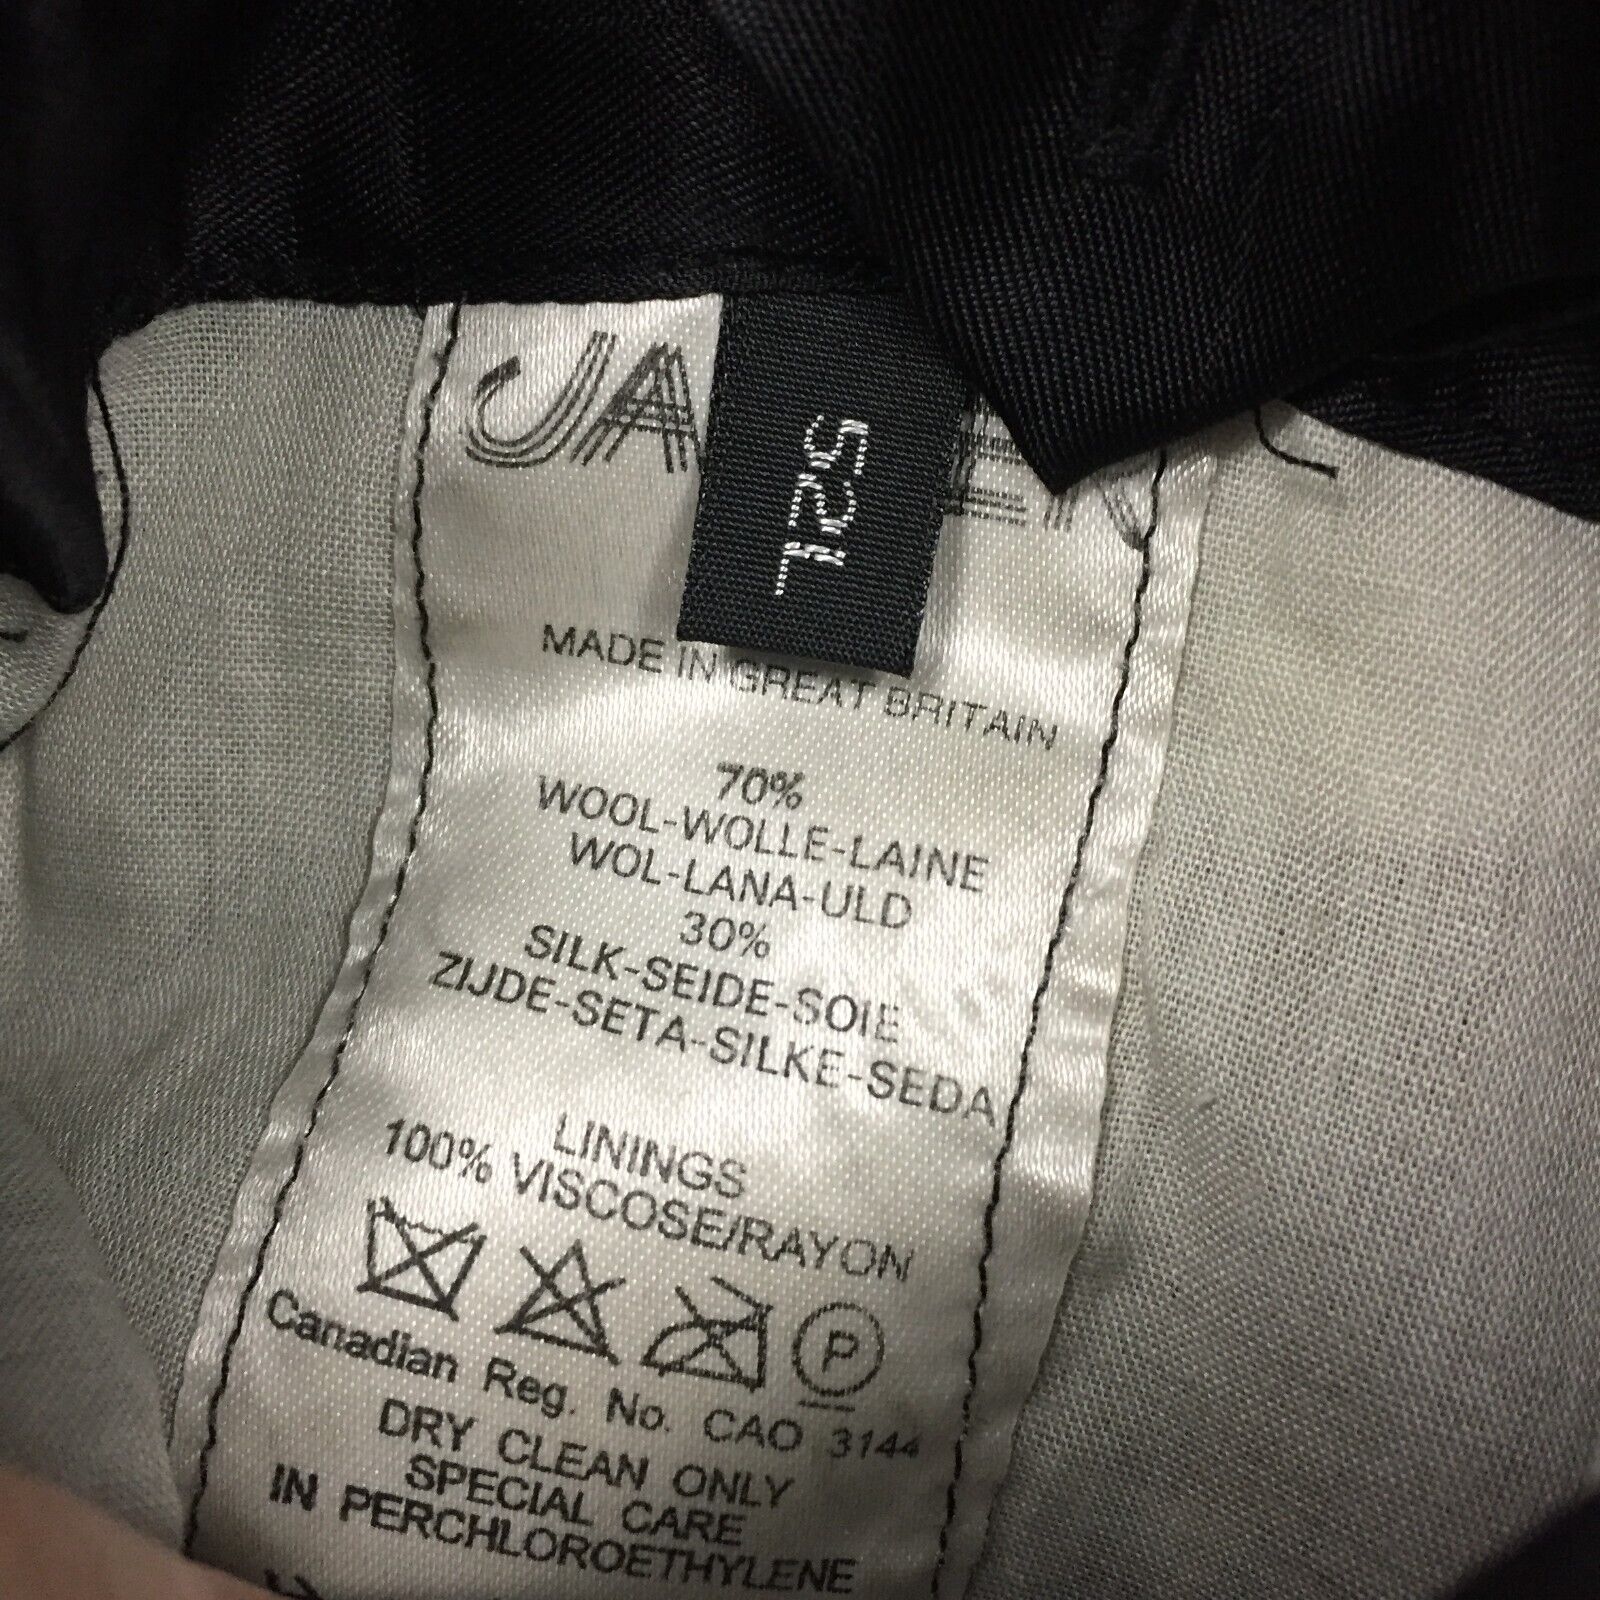 52L
MADE IN GREAT BRITAIN
70%
WOOL-WOLLE-LAINE
WOL-LANA-ULD
30%
SILK-SEIDE-SOIE
ZIJDE-SETA-SILKE-SEDA
LININGS
100% VISCOSE/RAYON
P
Canadian Reg. No. CAO 3144
DRY CLEAN ONLY
SPECIAL CARE
IN PERCHLOROETHYLENE